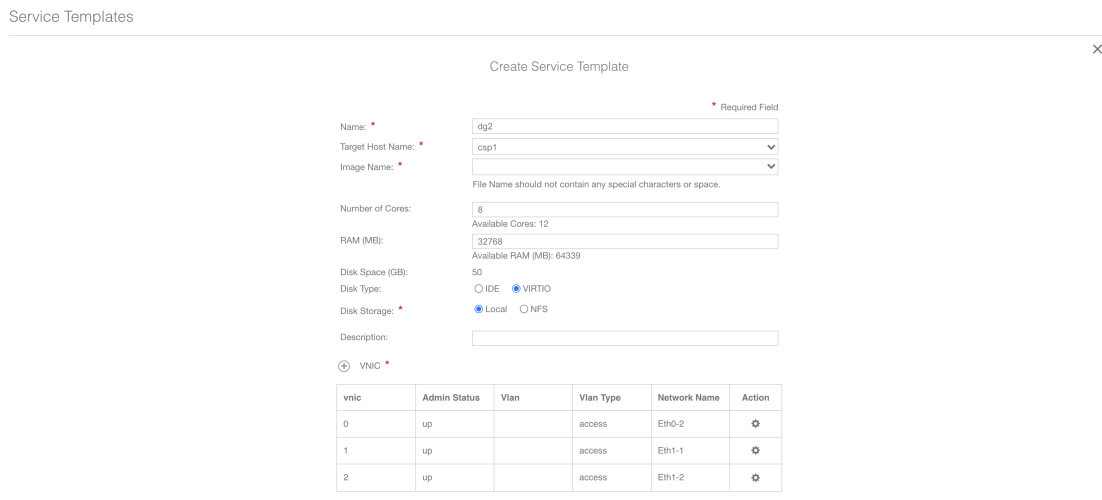 Service Templates
Create Service Template
* Required Field
Name: *
dg2
Target Host Name: *
csp1
Image Name: *
File Name should not contain any special characters or space.
Number of Cores:
8
Available Cores: 12
RAM (MB):
32768
Available RAM (MB): 64339
Disk Space (GB):
50
Disk Type:
IDE VIRTIO
Disk Storage: *
Local NFS
Description:
VNIC *
vnic Admin Status Vlan Vlan Type Network Name Action
0 up access Eth0-2
1 up access Eth1-1
2 up access Eth1-2